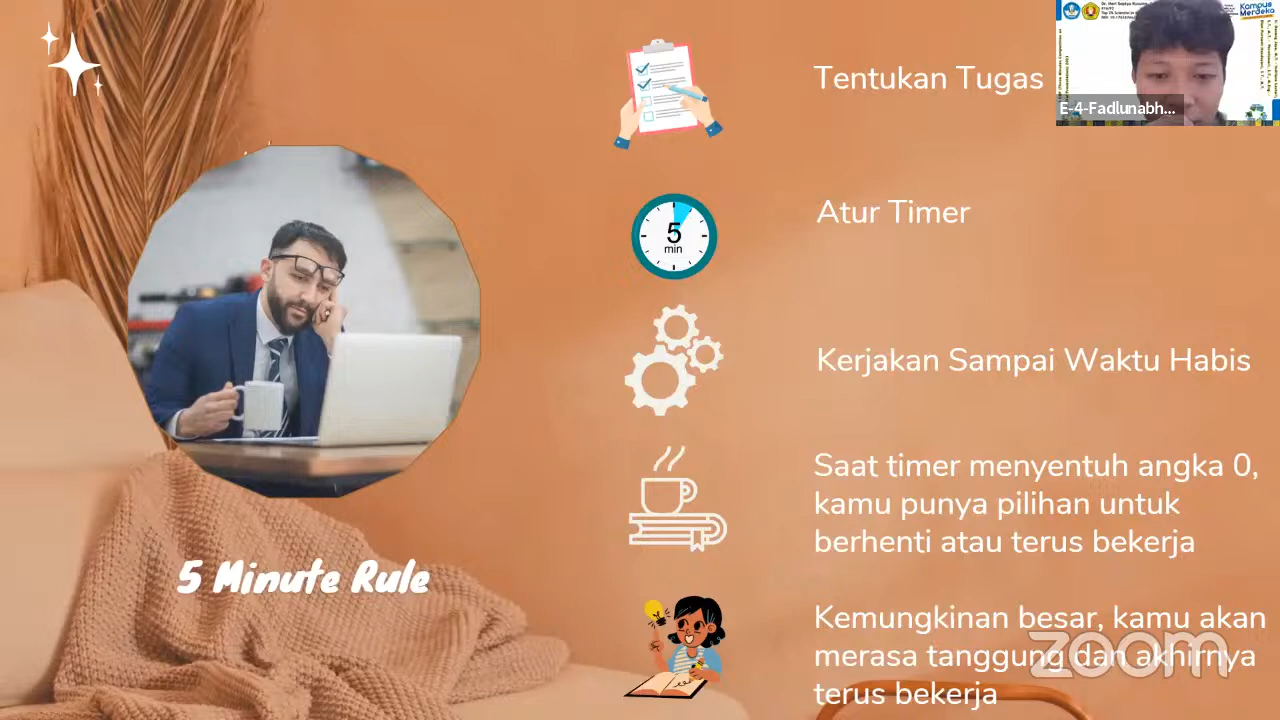 Tentukan Tugas
E-4-Fadlunabh...
Kampus
Merdeka
5
min
Atur Timer
Kerjakan Sampai Waktu Habis
Saat timer menyentuh angka 0,
kamu punya pilihan untuk
berhenti atau terus bekerja
5 Minute Rule
Kemungkinan besar, kamu akan
merasa tanggung dan akhirnya
terus bekerja
zoom